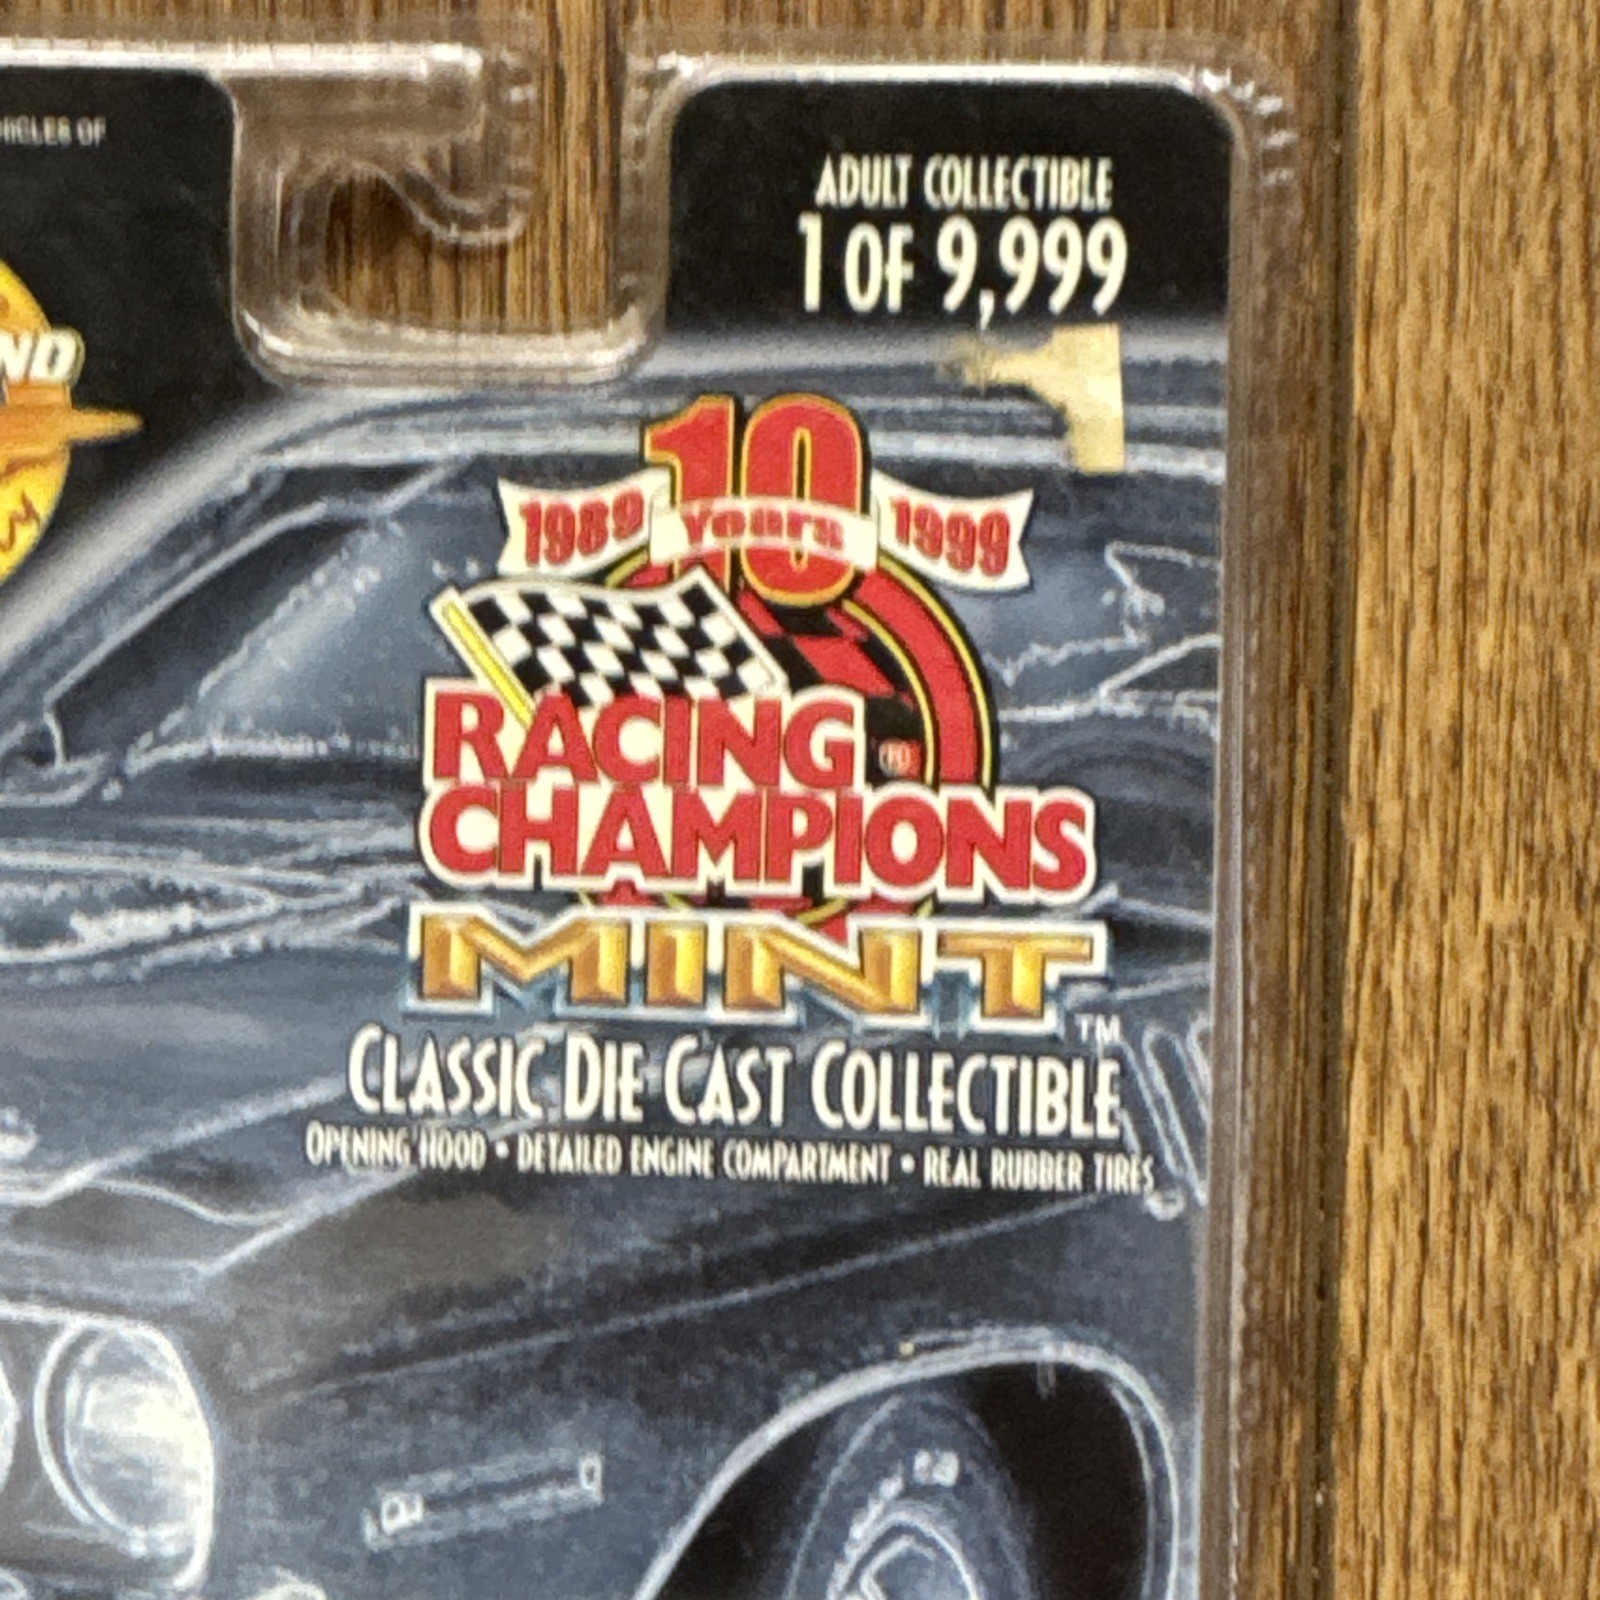 ADULT COLLECTIBLE
1 OF 9,999
10
1989 Years 1999
RACING
CHAMPIONS
MINT™
CLASSIC DIE CAST COLLECTIBLE
OPENING HOOD • DETAILED ENGINE COMPARTMENT • REAL RUBBER TIRES